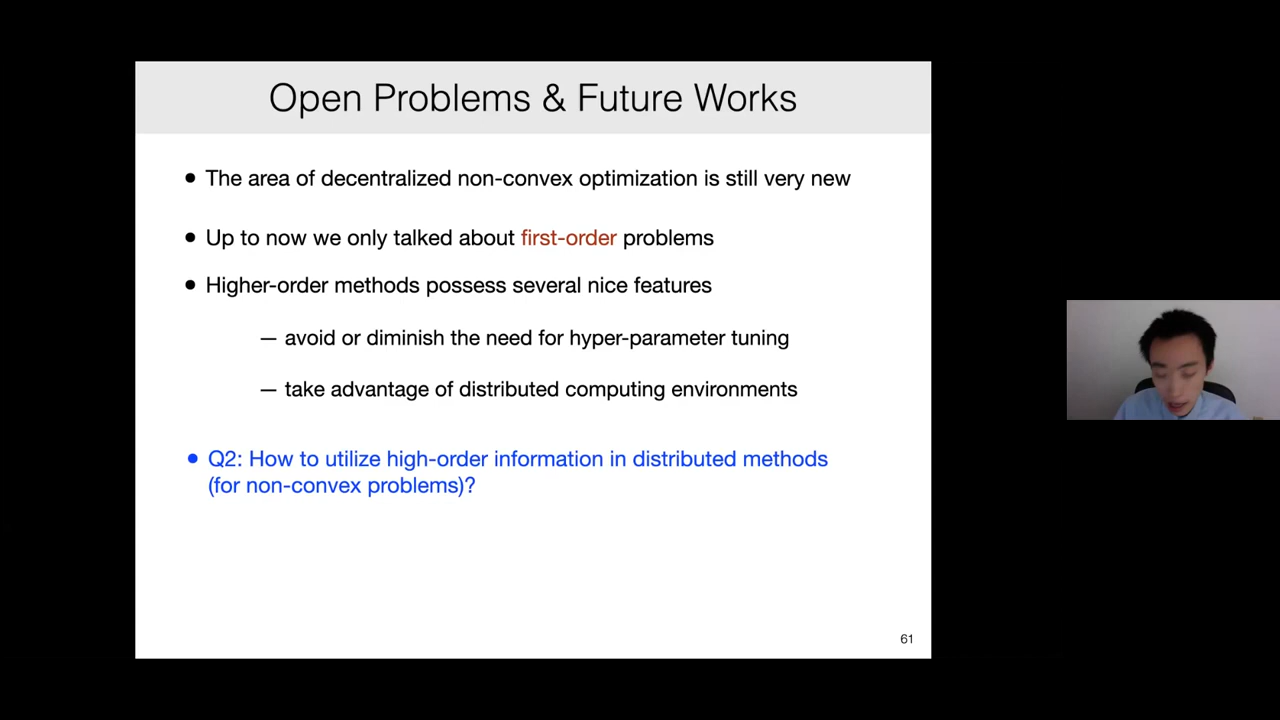 Open Problems & Future Works
• The area of decentralized non-convex optimization is still very new
• Up to now we only talked about first-order problems
• Higher-order methods possess several nice features
— avoid or diminish the need for hyper-parameter tuning
— take advantage of distributed computing environments
• Q2: How to utilize high-order information in distributed methods
(for non-convex problems)?
61